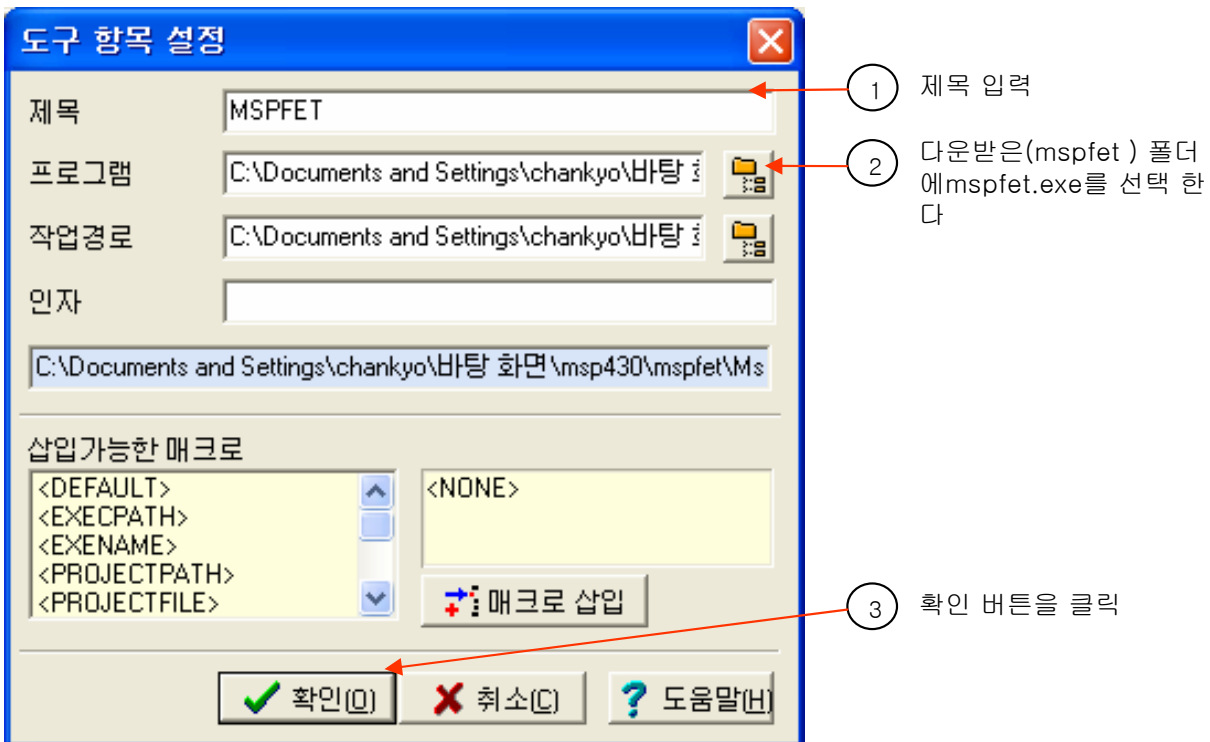 도구 항목 설정
제목
MSPFET
프로그램
C:\Documents and Settings\chankyo\바탕
작업경로
C:\Documents and Settings\chankyo\바탕
인자
C:\Documents and Settings\chankyo\바탕 화면\msp430\mspfet\Ms
삽입가능한 매크로
<DEFAULT>
<EXECPATH>
<EXENAME>
<PROJECTPATH>
<PROJECTFILE>
<NONE>
매크로 삽입
확인(O)
취소(C)
도움말(H)
1 제목 입력
2 다운받은(mspfet ) 폴더
에mspfet.exe를 선택 한
다
3 확인 버튼을 클릭